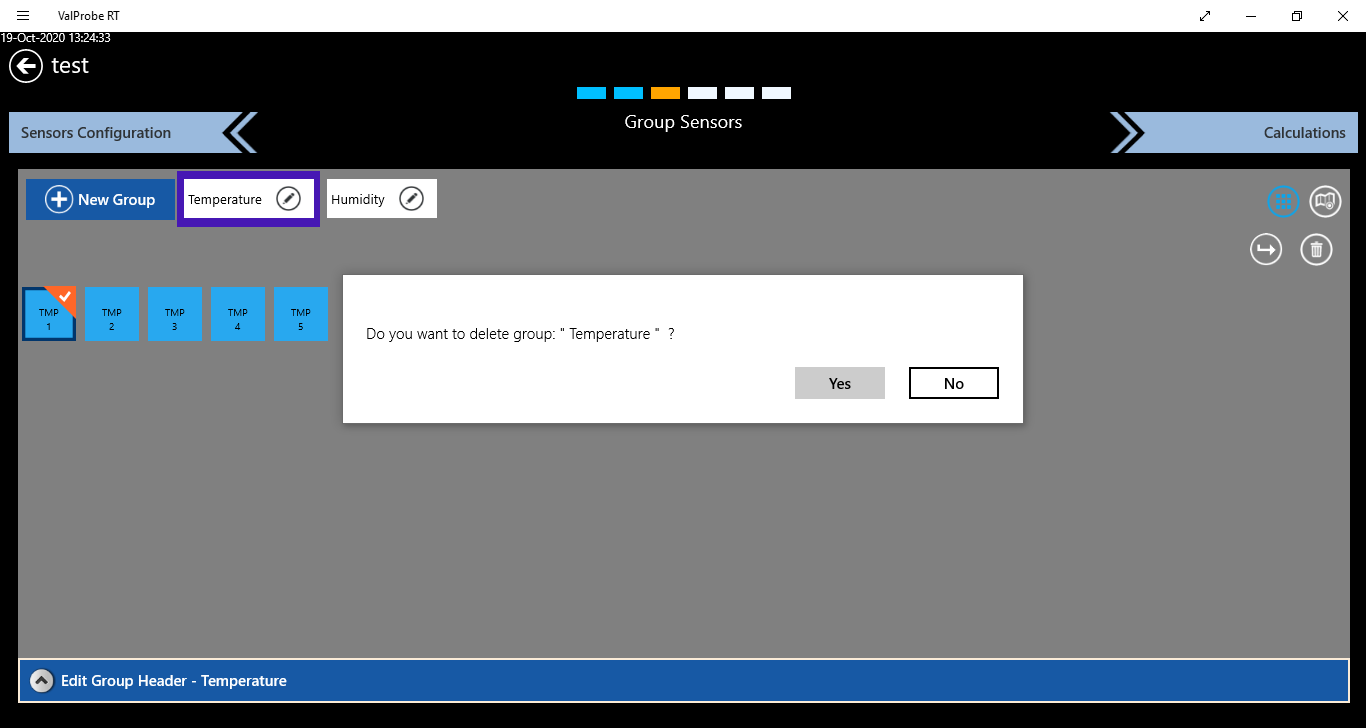 ValProbe RT
19-Oct-2020 13:24:33
test
Group Sensors
Sensors Configuration
Calculations
New Group
Temperature
Humidity
TMP
1
TMP
2
TMP
3
TMP
4
TMP
5
Do you want to delete group: " Temperature " ?
Yes
No
Edit Group Header - Temperature